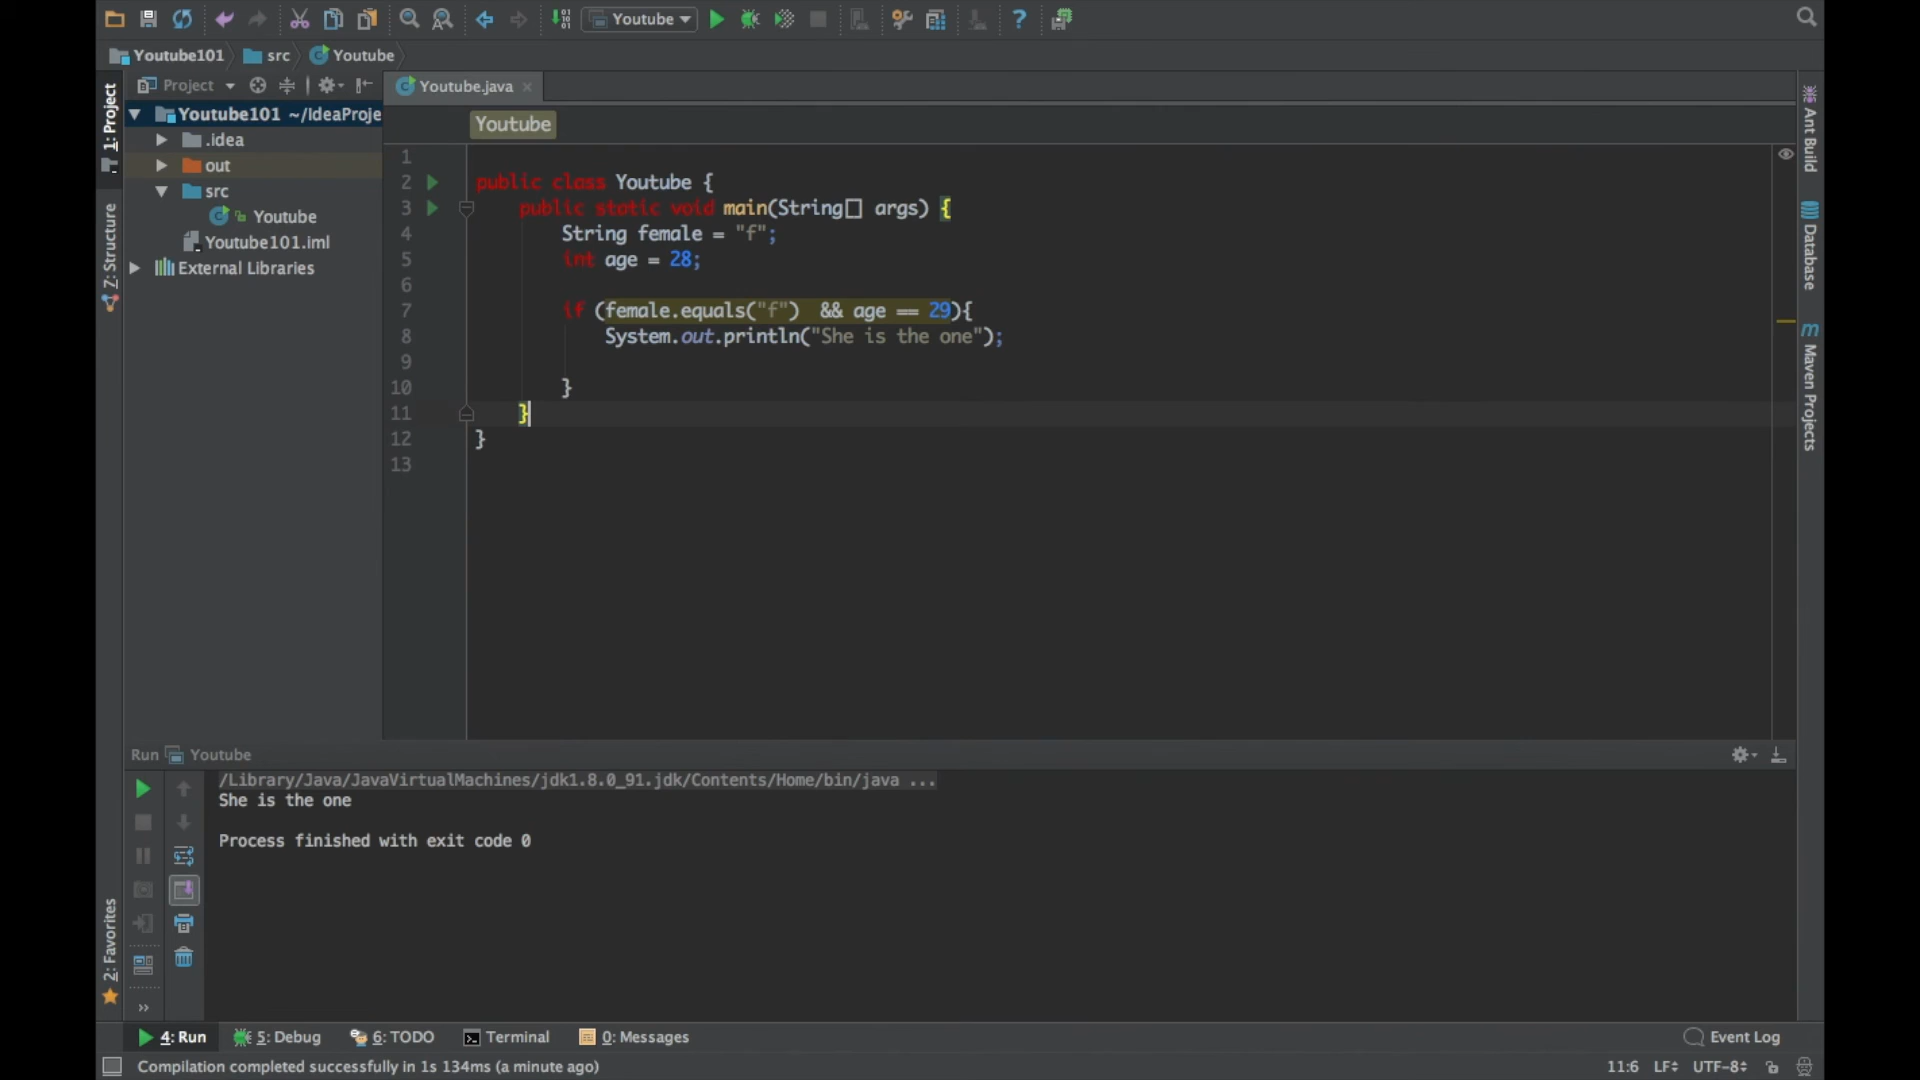 Youtube
Youtube101 src Youtube
Project
Youtube.java
Youtube101 ~/IdeaProje
.idea
out
src
Youtube
Youtube101.iml
External Libraries
1: Project
7: Structure
2: Favorites
Youtube
1
2 public class Youtube {
3 public static void main(String[] args) {
4 String female = "f";
5 int age = 28;
6
7 if (female.equals("f")  && age == 29){
8 System.out.println("She is the one");
9
10 }
11 }
12 }
13
Ant Build
Database
m Maven Projects
Run Youtube
/Library/Java/JavaVirtualMachines/jdk1.8.0_91.jdk/Contents/Home/bin/java ...
She is the one
Process finished with exit code 0
4: Run 5: Debug 6: TODO Terminal 0: Messages Event Log
Compilation completed successfully in 1s 134ms (a minute ago) 11:6 LF UTF-8